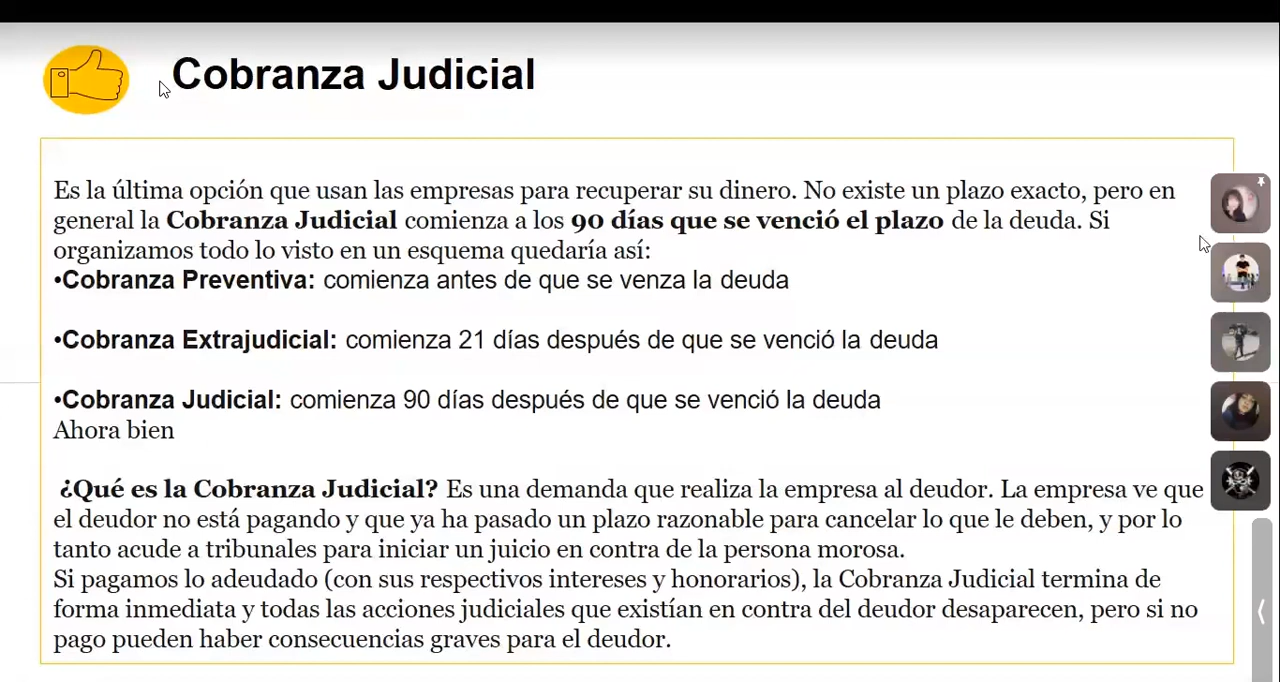 Cobranza Judicial
Es la última opción que usan las empresas para recuperar su dinero. No existe un plazo exacto, pero en
general la Cobranza Judicial comienza a los 90 días que se venció el plazo de la deuda. Si
organizamos todo lo visto en un esquema quedaría así:
•Cobranza Preventiva: comienza antes de que se venza la deuda
•Cobranza Extrajudicial: comienza 21 días después de que se venció la deuda
•Cobranza Judicial: comienza 90 días después de que se venció la deuda
Ahora bien
¿Qué es la Cobranza Judicial? Es una demanda que realiza la empresa al deudor. La empresa ve que
el deudor no está pagando y que ya ha pasado un plazo razonable para cancelar lo que le deben, y por lo
tanto acude a tribunales para iniciar un juicio en contra de la persona morosa.
Si pagamos lo adeudado (con sus respectivos intereses y honorarios), la Cobranza Judicial termina de
forma inmediata y todas las acciones judiciales que existían en contra del deudor desaparecen, pero si no
pago pueden haber consecuencias graves para el deudor.